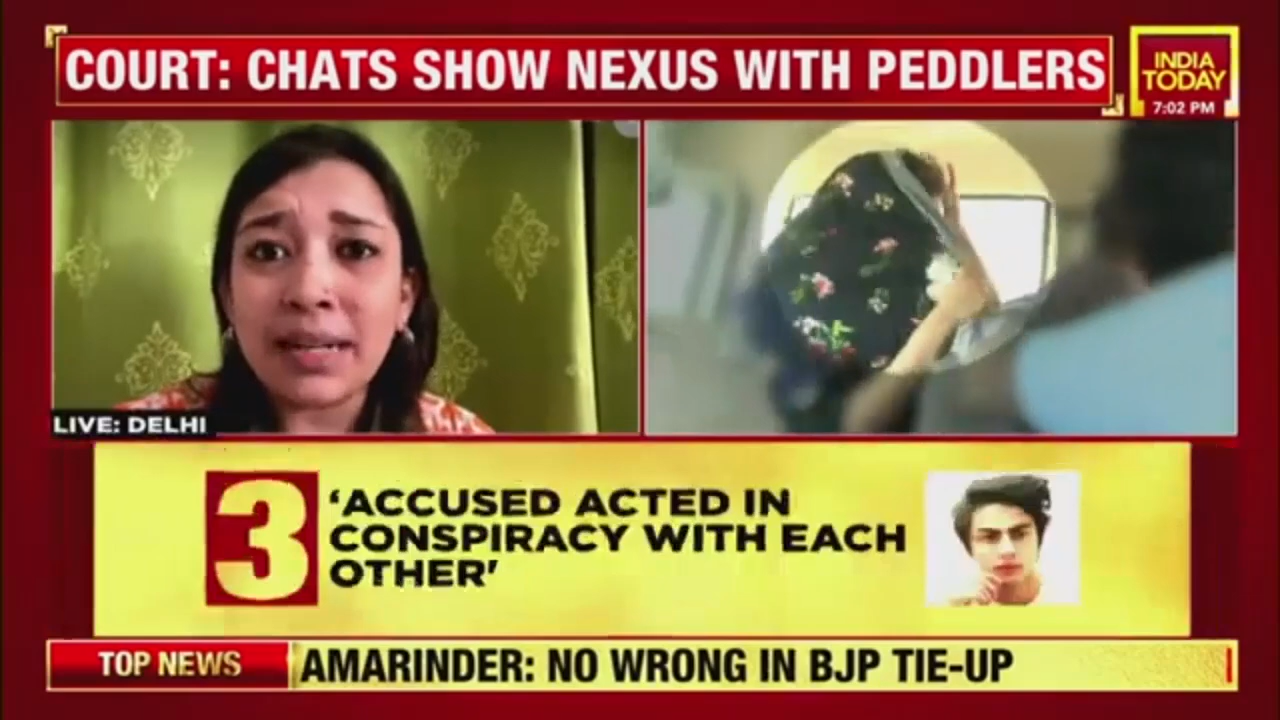 COURT: CHATS SHOW NEXUS WITH PEDDLERS
INDIA
TODAY
7:02 PM
LIVE: DELHI
3
‘ACCUSED ACTED IN
CONSPIRACY WITH EACH
OTHER’
TOP NEWS
AMARINDER: NO WRONG IN BJP TIE-UP